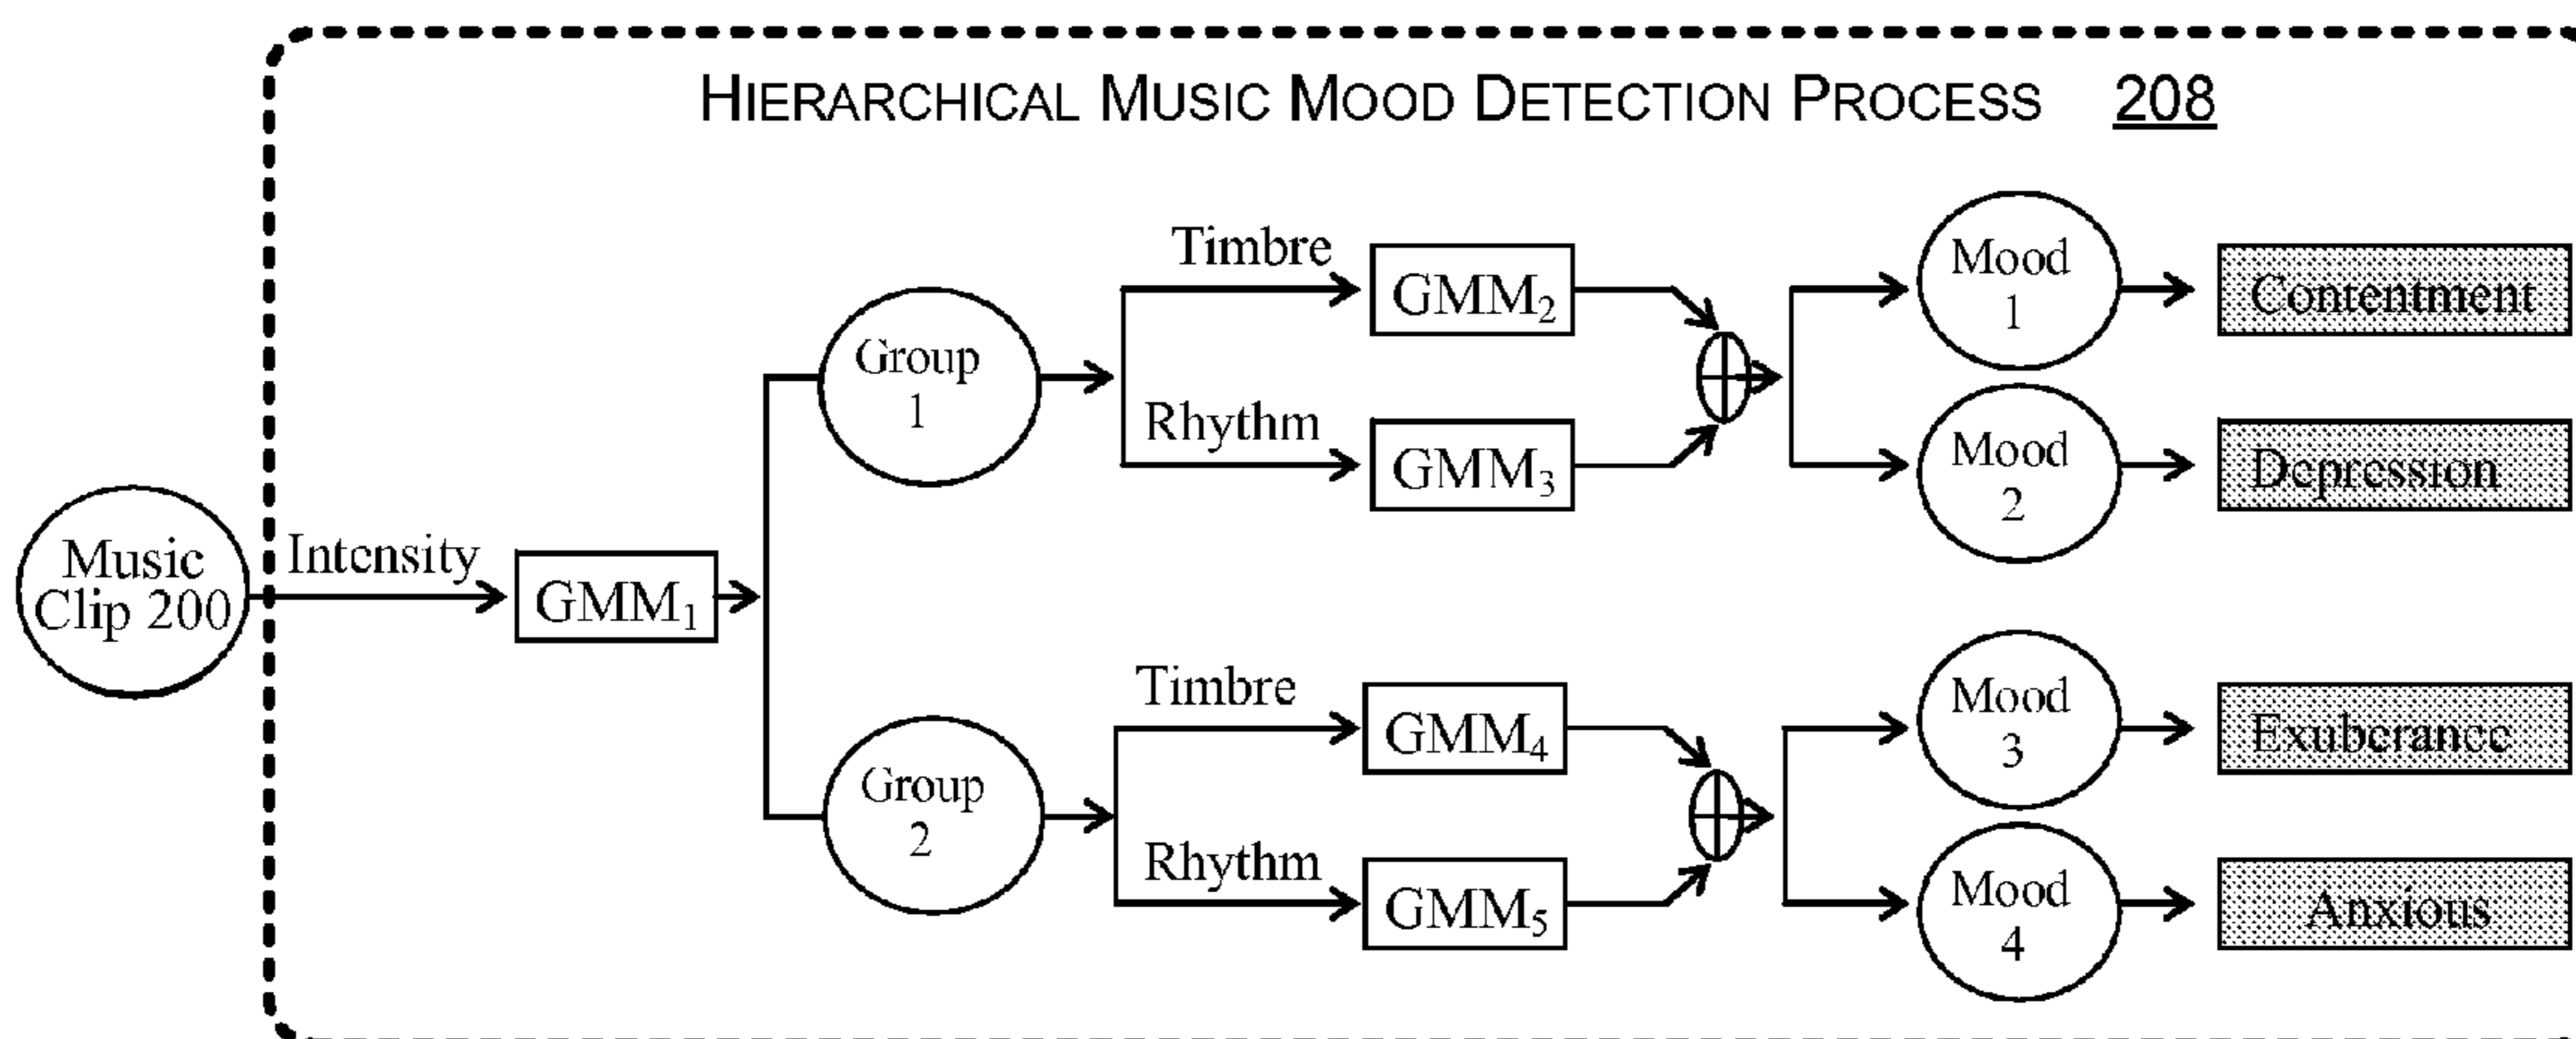 HIERARCHICAL MUSIC MOOD DETECTION PROCESS 208
Music
Clip 200
Intensity
GMM1
Group
1
Timbre
GMM2
Rhythm
GMM3
Mood
1
Contentment
Mood
2
Depression
Group
2
Timbre
GMM4
Rhythm
GMM5
Mood
3
Exuberance
Mood
4
Anxious